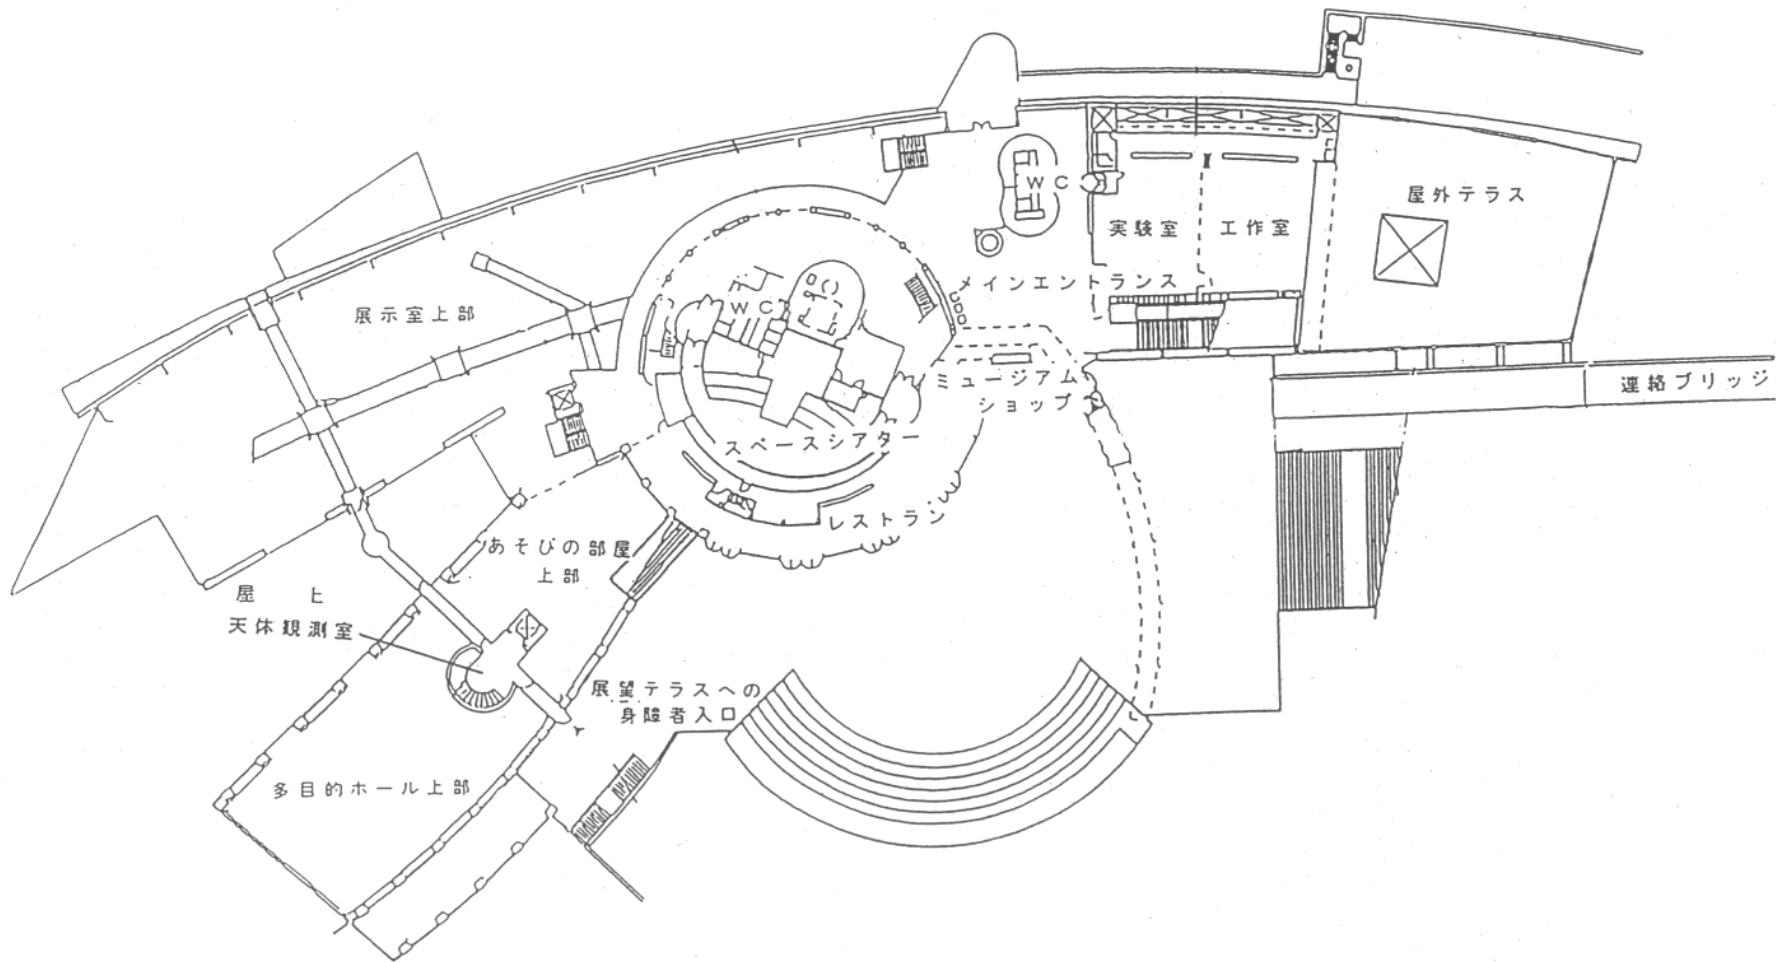 WC
屋外テラス
実験室
工作室
メインエントランス
展示室上部
WC
連絡ブリッジ
ミュージアム
ショップ
スペースシアター
レストラン
あそびの部屋
上部
屋上
天体観測室
展望テラスへの
身障者入口
多目的ホール上部